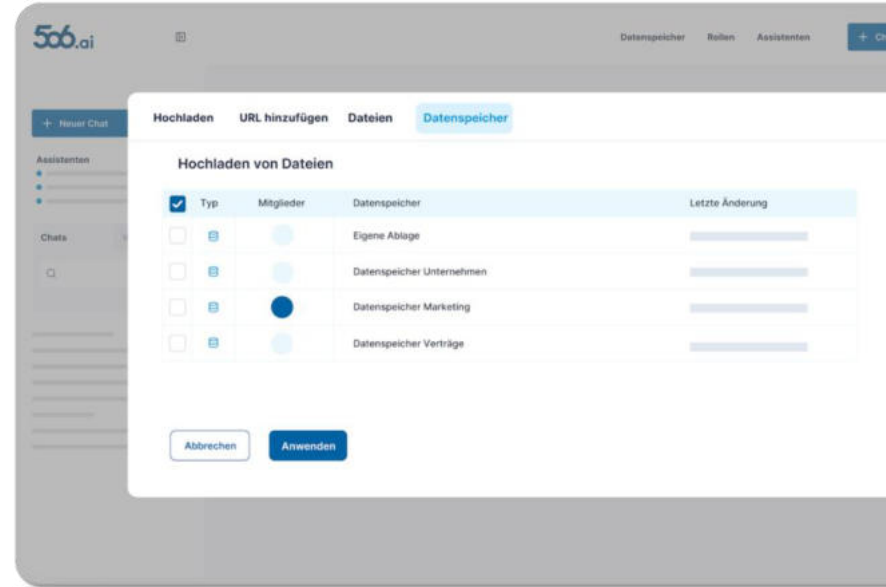 506.ai
Datenspeicher Rollen Assistenten + Ch
+ Neuer Chat
Assistenten
Chats
Hochladen URL hinzufügen Dateien Datenspeicher
Hochladen von Dateien
Typ Mitglieder Datenspeicher Letzte Änderung
Eigene Ablage
Datenspeicher Unternehmen
Datenspeicher Marketing
Datenspeicher Verträge
Abbrechen Anwenden